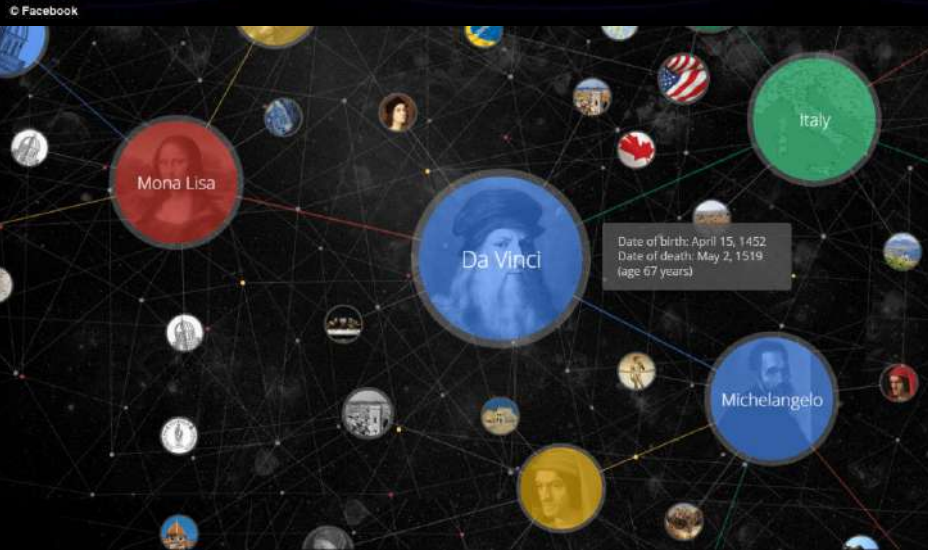 © Facebook
Italy
Mona Lisa
Da Vinci
Date of birth: April 15, 1452
Date of death: May 2, 1519
(age 67 years)
Michelangelo